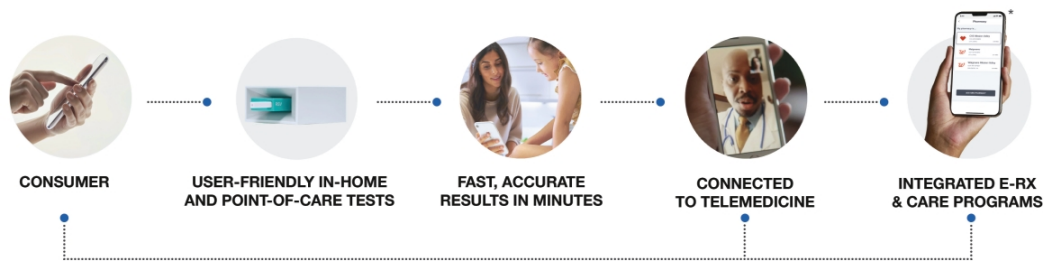 *
CONSUMER
USER-FRIENDLY IN-HOME
AND POINT-OF-CARE TESTS
FAST, ACCURATE
RESULTS IN MINUTES
CONNECTED
TO TELEMEDICINE
INTEGRATED E-RX
& CARE PROGRAMS